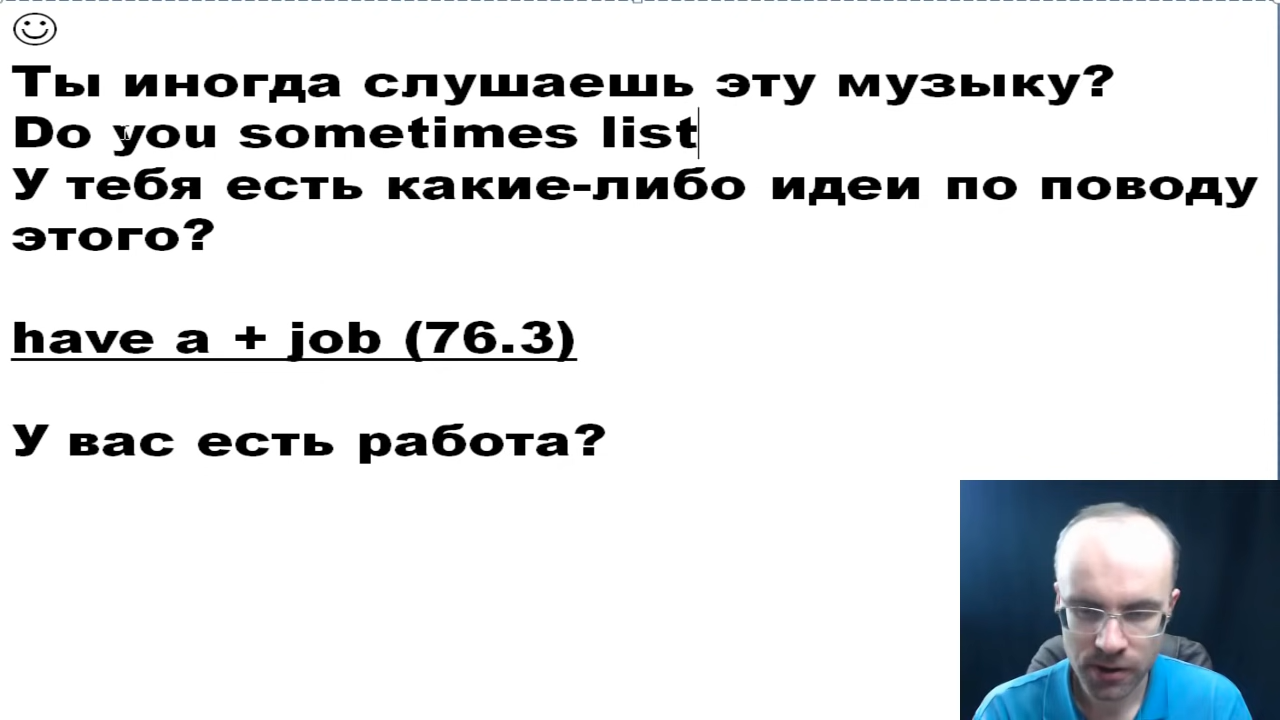 Ты иногда слушаешь эту музыку?
Do you sometimes list
У тебя есть какие-либо идеи по поводу
этого?
have a + job (76.3)
У вас есть работа?